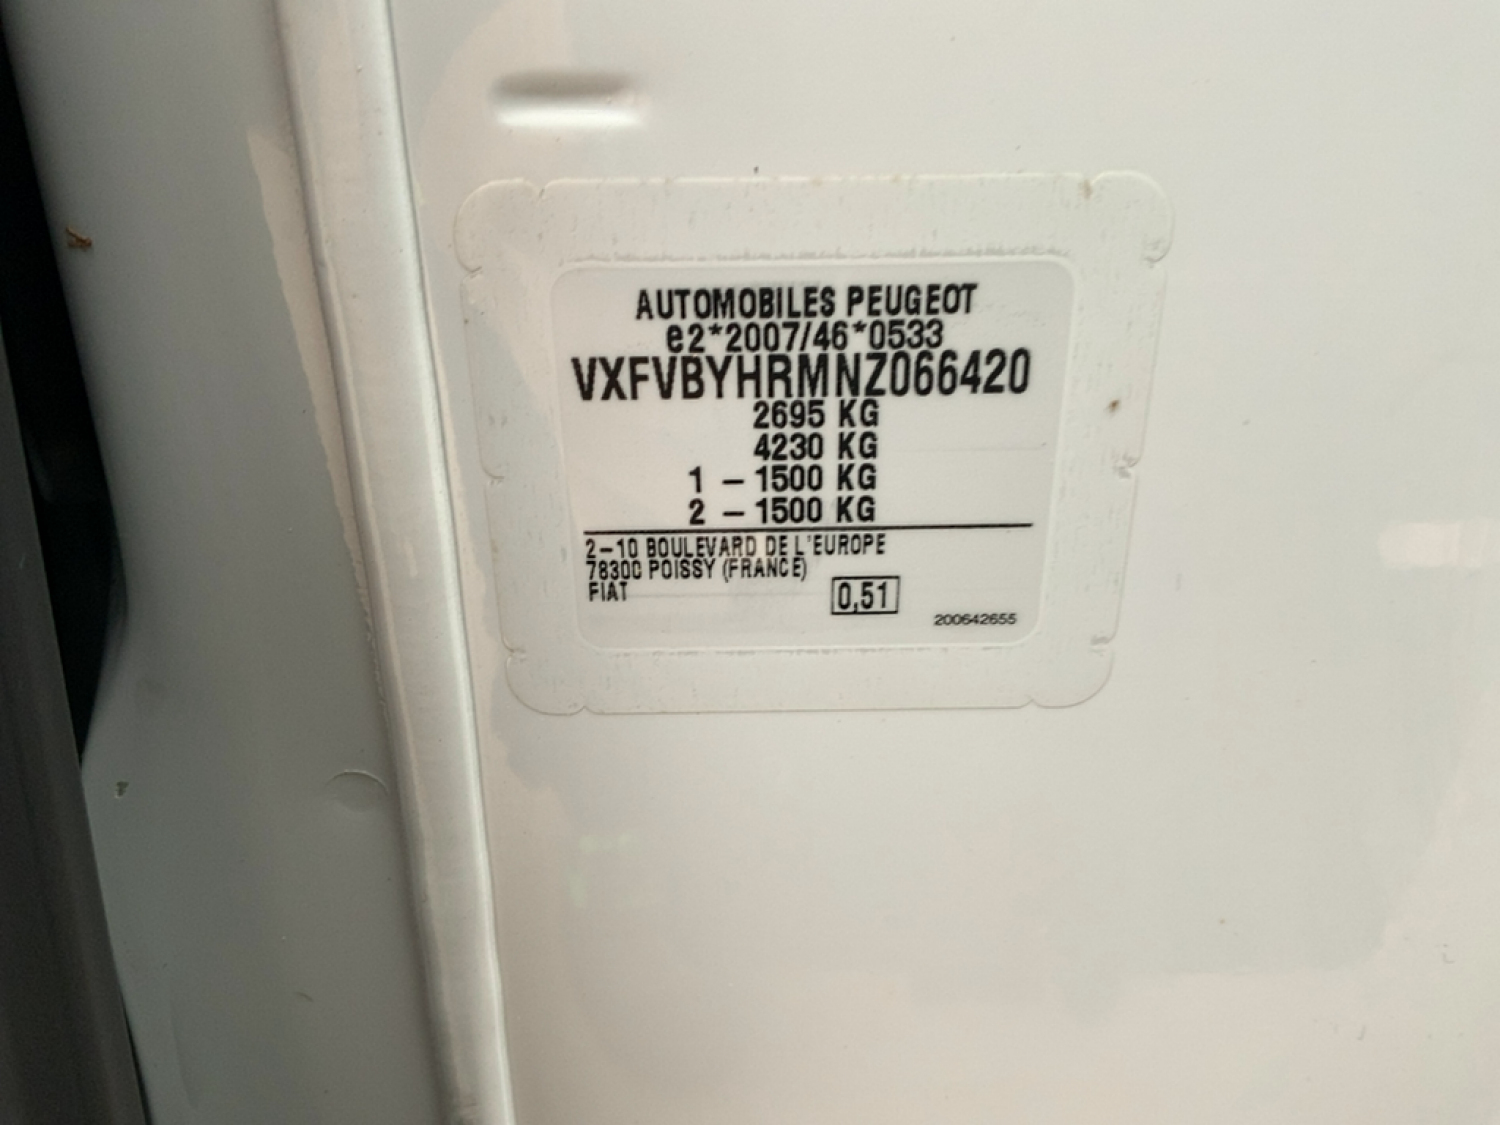 AUTOMOBILES PEUGEOT
e2*2007/46*0533
VXFVBYHRMNZ066420
2695 KG
4230 KG
1 – 1500 KG
2 – 1500 KG
2-10 BOULEVARD DE L'EUROPE
78300 POISSY (FRANCE)
FIAT
0,51
200642655